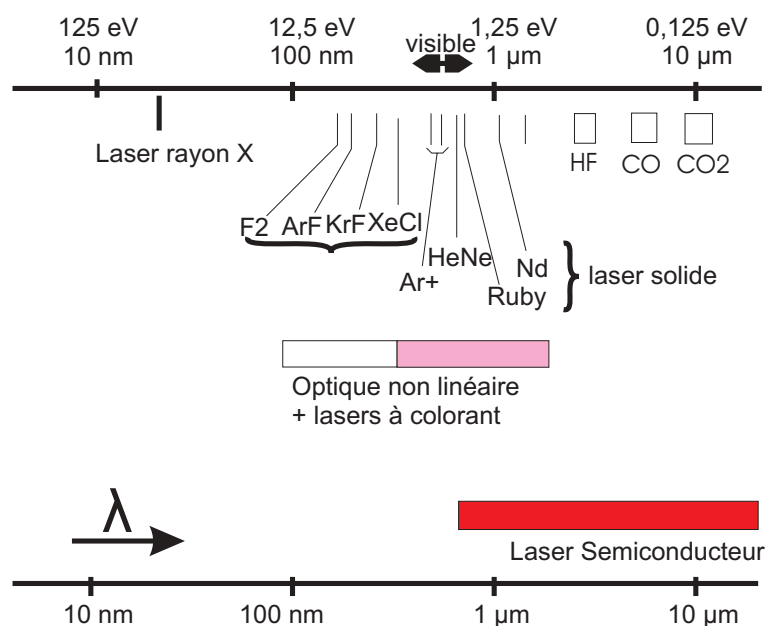 125 eV 12,5 eV 1,25 eV 0,125 eV
10 nm 100 nm visible 1 µm 10 µm
Laser rayon X
HF CO CO2
F2 ArF KrF XeCl
HeNe
Ar+
Nd
Ruby
laser solide
Optique non linéaire
+ lasers à colorant
λ
Laser Semiconducteur
10 nm 100 nm 1 µm 10 µm